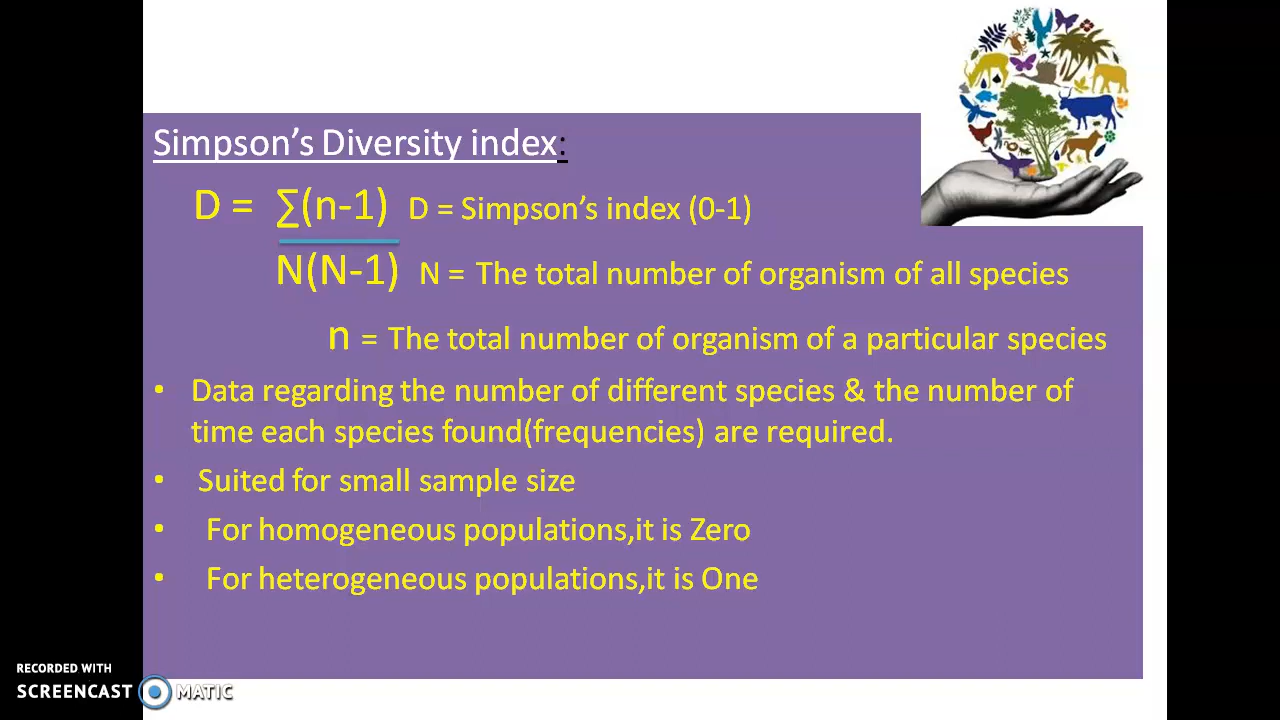 Simpson’s Diversity index:
D = ∑(n-1) D = Simpson’s index (0-1)
N(N-1) N = The total number of organism of all species
n = The total number of organism of a particular species
• Data regarding the number of different species & the number of
time each species found(frequencies) are required.
• Suited for small sample size
• For homogeneous populations,it is Zero
• For heterogeneous populations,it is One
RECORDED WITH
SCREENCAST MATIC